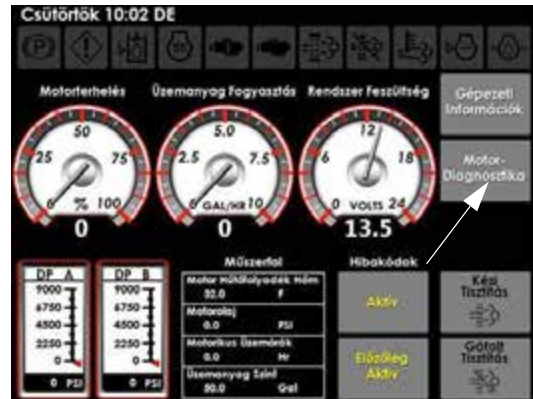 Csütörtök 10:02 DE
Motorterhelés Üzemanyag Fogyasztás Rendszer Feszültség
Gépezeti
Információk
Motor-
Diagnosztika
0 25 50 75 100
%
0
0 2.5 5.0 7.5 10
GAL/HR
0
0 6 12 18 24
VOLTS
13.5
Műszerfal
Hibakódok
DP A
9000
6750
4500
2250
0
0 PSI
DP B
9000
6750
4500
2250
0
0 PSI
Motor Hűtőfolyadék Hőm
32.0 F
Motorolaj
0.0 PSI
Motorikus Üzemórák
0.0 Hr
Üzemanyag Szint
50.0 Gal
Aktív
Előzőleg
Aktív
Kézi
Tisztítás
Gátolt
Tisztítás